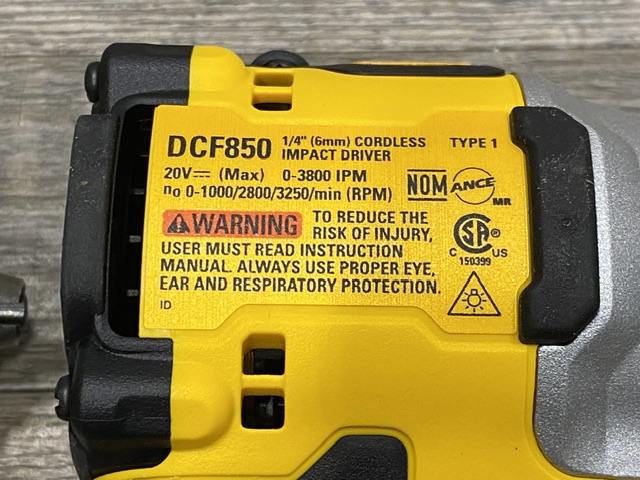 DCF850 1/4" (6mm) CORDLESS IMPACT DRIVER TYPE 1
20V⎓ (Max) 0-3800 IPM
no 0-1000/2800/3250/min (RPM)
NOM ANCE MR
⚠WARNING TO REDUCE THE
RISK OF INJURY,
USER MUST READ INSTRUCTION
MANUAL. ALWAYS USE PROPER EYE,
EAR AND RESPIRATORY PROTECTION.
ID
SA
C US
150399